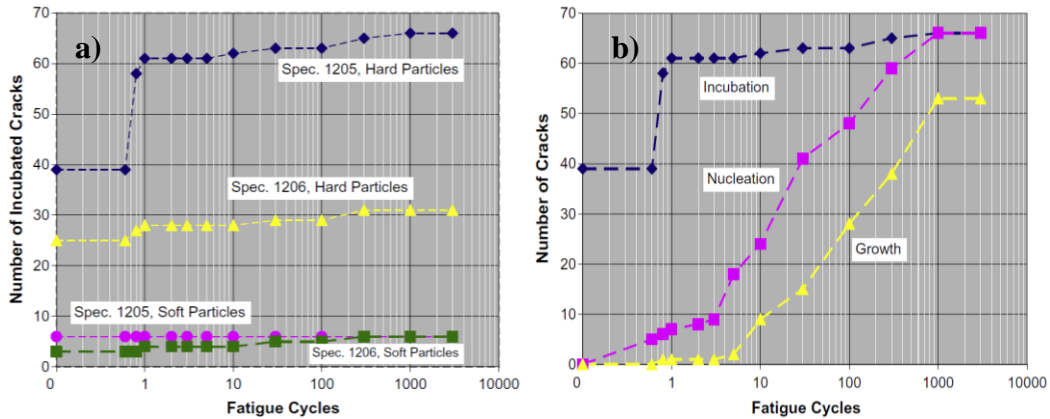 a)
Number of Incubated Cracks
70
60
50
40
30
20
10
0
Spec. 1205, Hard Particles
Spec. 1206, Hard Particles
Spec. 1205, Soft Particles
Spec. 1206, Soft Particles
0 1 10 100 1000 10000
Fatigue Cycles
b)
Number of Cracks
70
60
50
40
30
20
10
0
Incubation
Nucleation
Growth
0 1 10 100 1000 10000
Fatigue Cycles